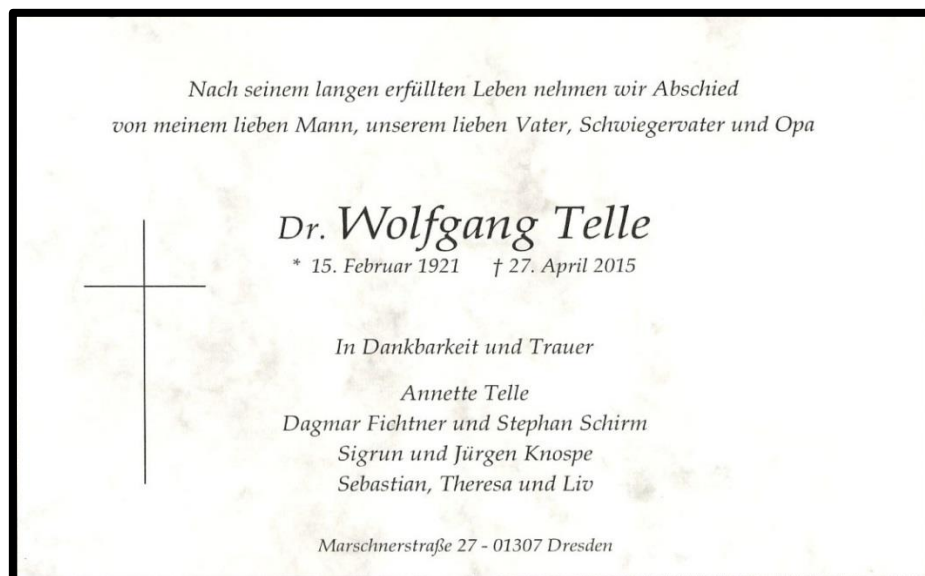 Nach seinem langen erfüllten Leben nehmen wir Abschied
von meinem lieben Mann, unserem lieben Vater, Schwiegervater und Opa
Dr. Wolfgang Telle
* 15. Februar 1921 † 27. April 2015
In Dankbarkeit und Trauer
Annette Telle
Dagmar Fichtner und Stephan Schirm
Sigrun und Jürgen Knospe
Sebastian, Theresa und Liv
Marschnerstraße 27 - 01307 Dresden